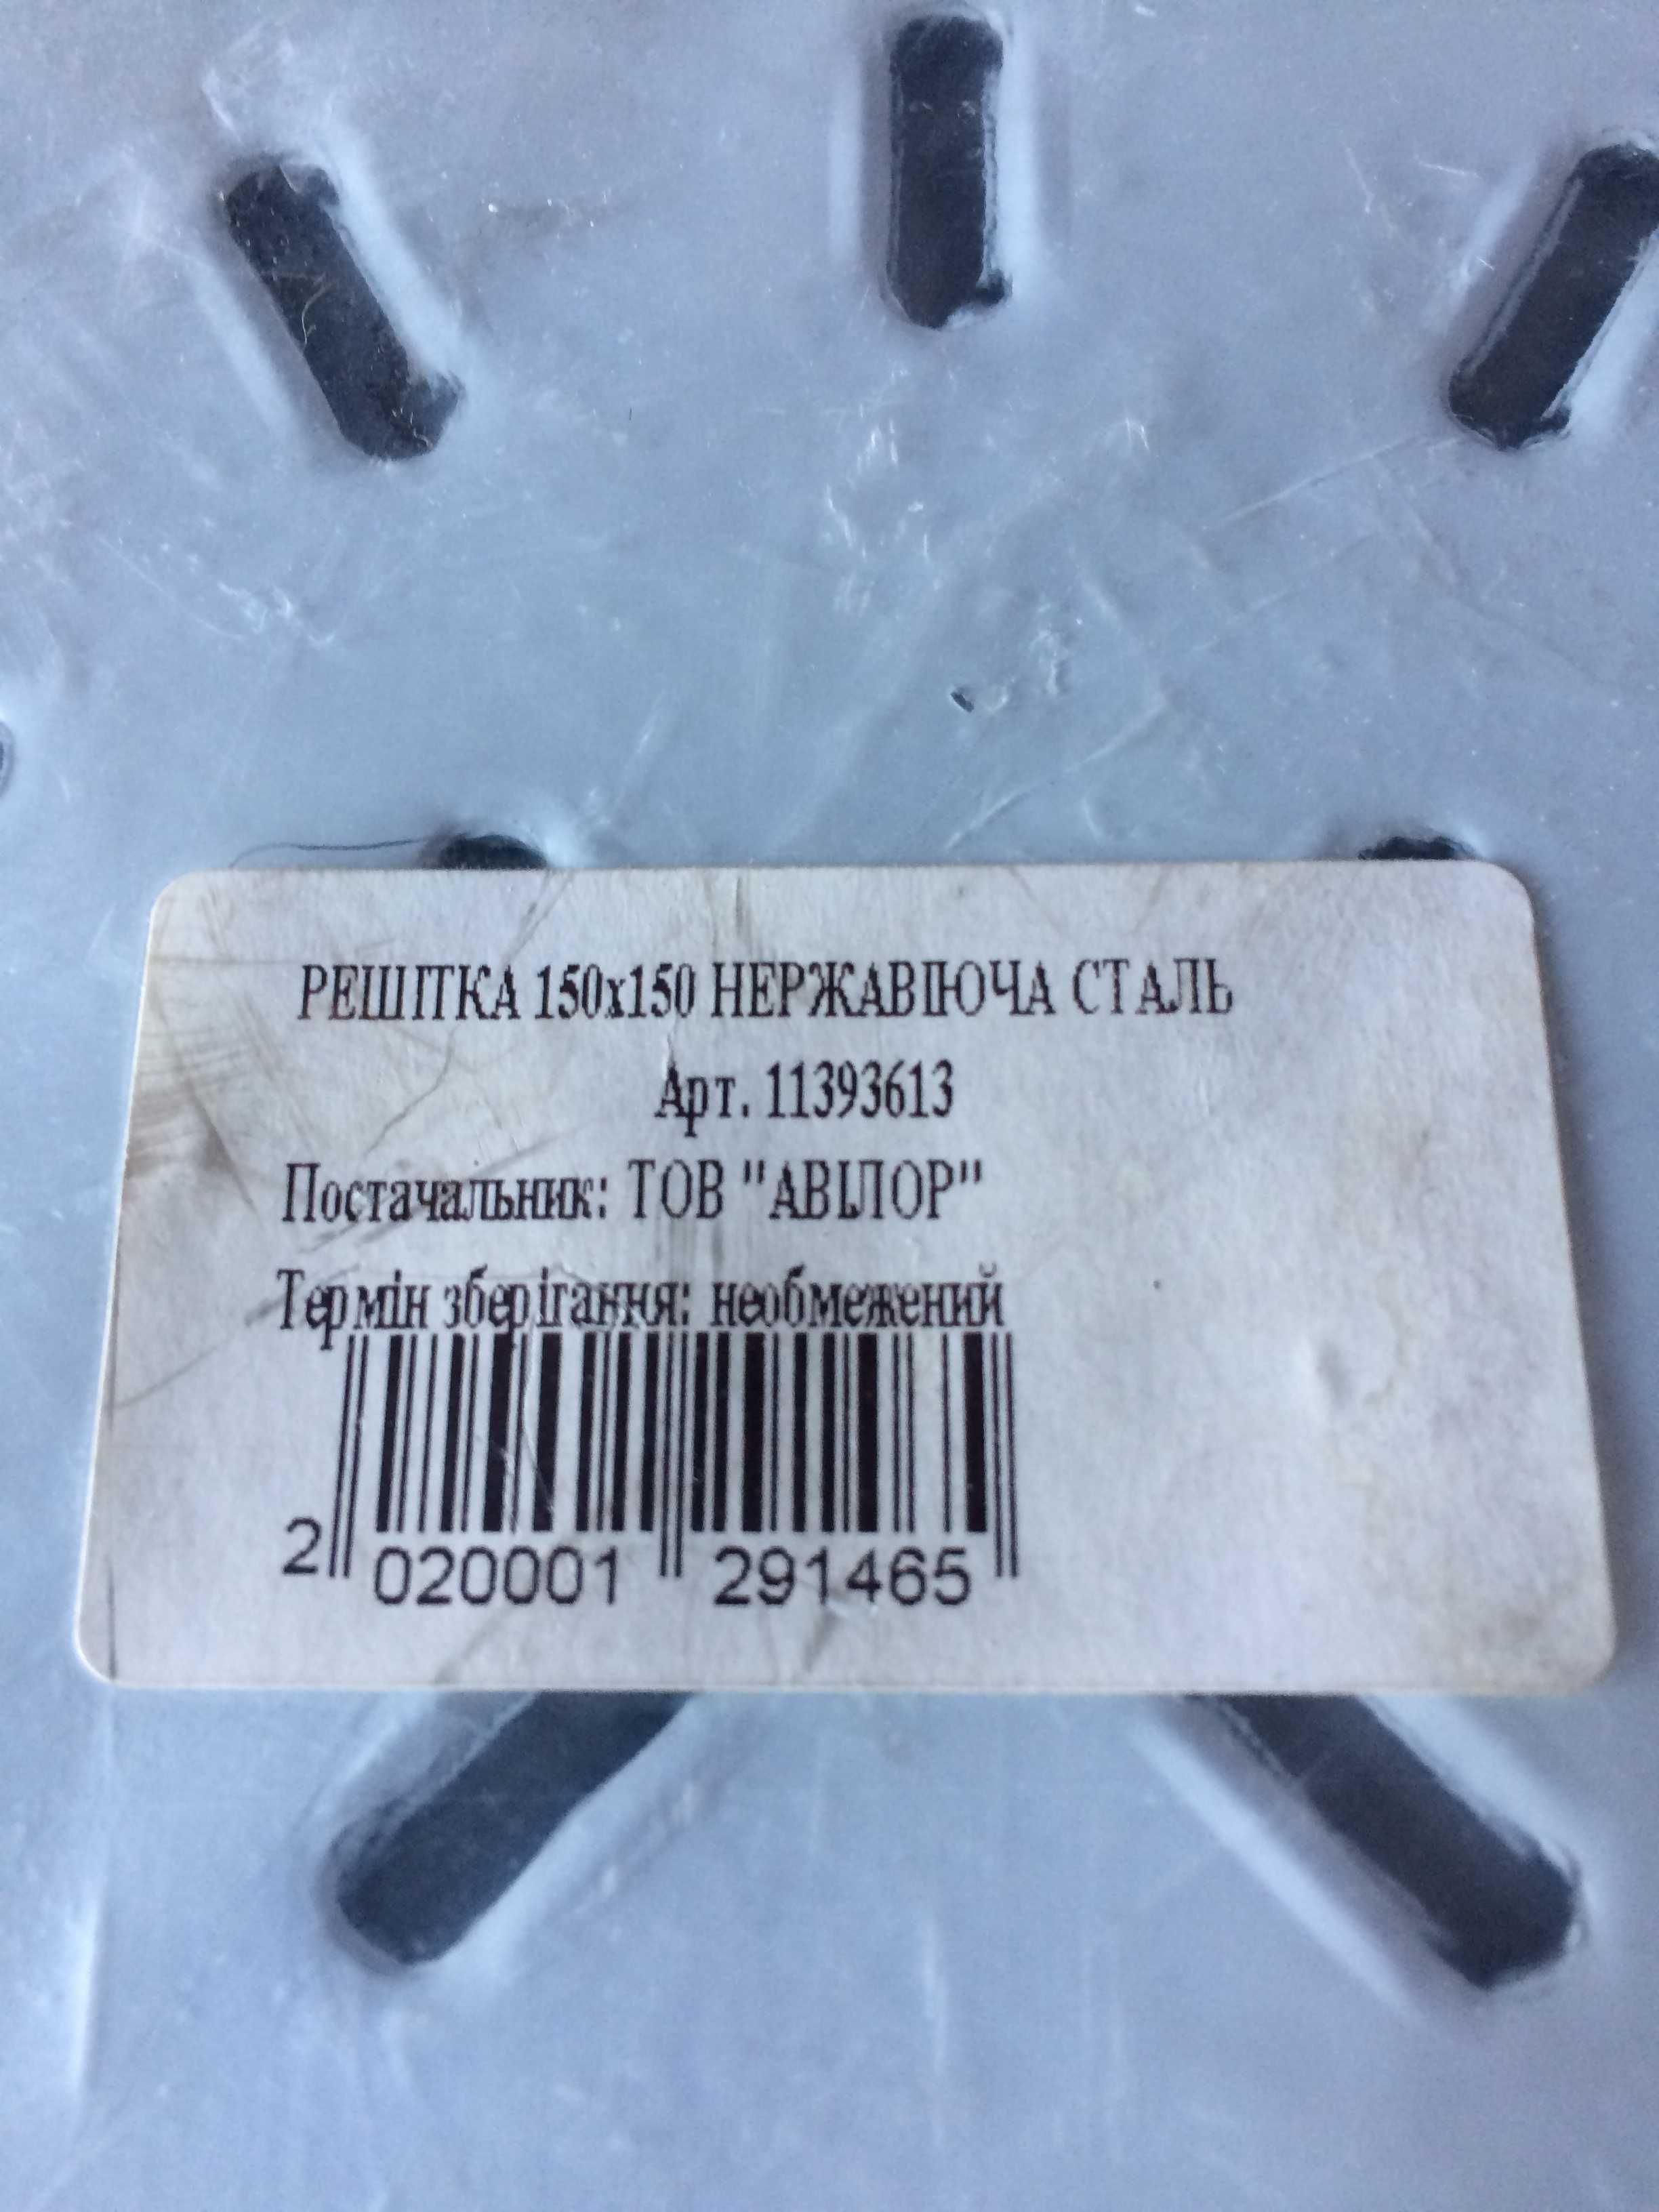 РЕШІТКА 150х150 НЕРЖАВІЮЧА СТАЛЬ
Арт. 11393613
Постачальник: ТОВ "АВІЛОР"
Термін зберігання: необмежений
2 020001 291465